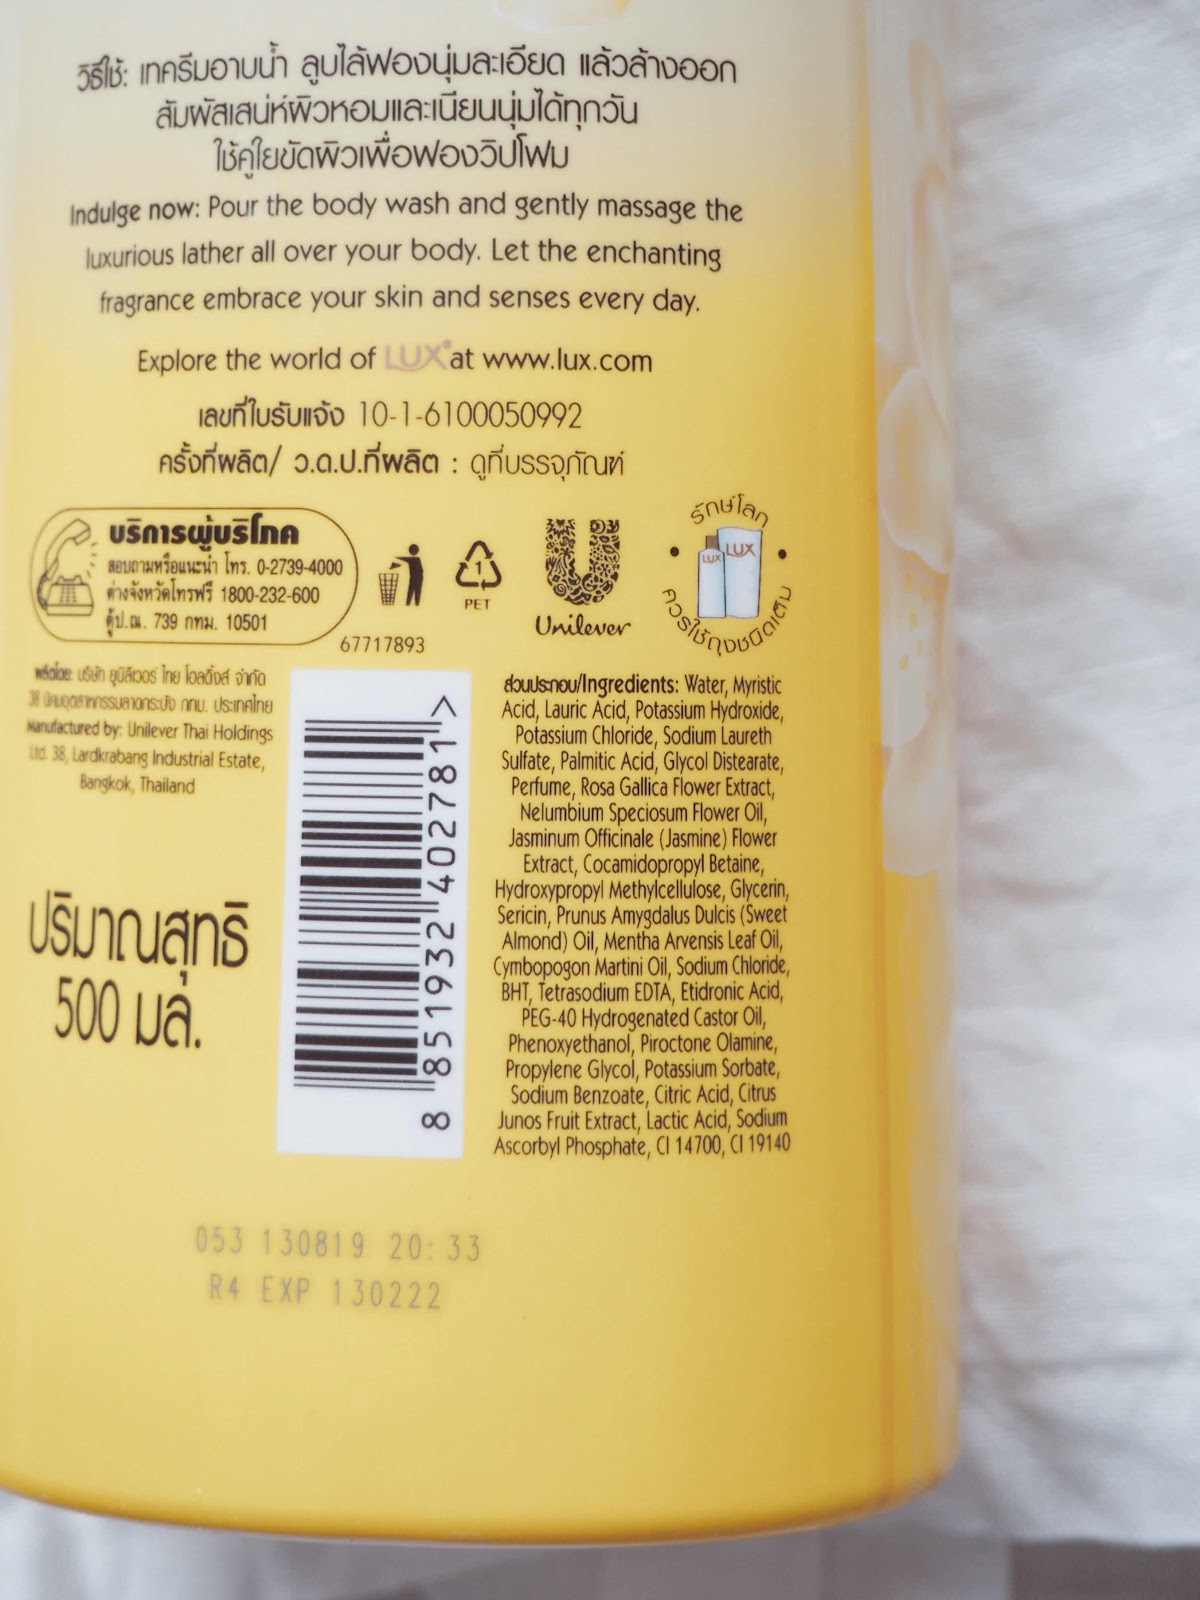 วิธีใช้: เทครีมอาบน้ำ ลูบไล้ฟองนุ่มละเอียด แล้วล้างออก
สัมผัสเสน่ห์ผิวหอมและเนียนนุ่มได้ทุกวัน
ใช้คู่ใยขัดผิวเพื่อฟองวิปโฟม
Indulge now: Pour the body wash and gently massage the
luxurious lather all over your body. Let the enchanting
fragrance embrace your skin and senses every day.
Explore the world of LUX at www.lux.com
เลขที่ใบรับแจ้ง 10-1-6100050992
ครั้งที่ผลิต/ ว.ด.ป.ที่ผลิต : ดูที่บรรจุภัณฑ์
บริการผู้บริโภค
สอบถามหรือแนะนำ โทร. 0-2739-4000
ต่างจังหวัดโทรฟรี 1800-232-600
ตู้ป.ณ. 739 กทม. 10501
67717893
1
PET
Unilever
รักษ์โลก
LUX LUX
ควรใช้ถุงชนิดเติม
ผลิตโดย: บริษัท ยูนิลีเวอร์ ไทย โฮลดิ้งส์ จำกัด
38 นิคมอุตสาหกรรมลาดกระบัง กทม. ประเทศไทย
Manufactured by: Unilever Thai Holdings
Ltd. 38, Lardkrabang Industrial Estate,
Bangkok, Thailand
ปริมาณสุทธิ
500 มล.
8 851932 402781 >
ส่วนประกอบ/Ingredients: Water, Myristic
Acid, Lauric Acid, Potassium Hydroxide,
Potassium Chloride, Sodium Laureth
Sulfate, Palmitic Acid, Glycol Distearate,
Perfume, Rosa Gallica Flower Extract,
Nelumbium Speciosum Flower Oil,
Jasminum Officinale (Jasmine) Flower
Extract, Cocamidopropyl Betaine,
Hydroxypropyl Methylcellulose, Glycerin,
Sericin, Prunus Amygdalus Dulcis (Sweet
Almond) Oil, Mentha Arvensis Leaf Oil,
Cymbopogon Martini Oil, Sodium Chloride,
BHT, Tetrasodium EDTA, Etidronic Acid,
PEG-40 Hydrogenated Castor Oil,
Phenoxyethanol, Piroctone Olamine,
Propylene Glycol, Potassium Sorbate,
Sodium Benzoate, Citric Acid, Citrus
Junos Fruit Extract, Lactic Acid, Sodium
Ascorbyl Phosphate, CI 14700, CI 19140
053 130819 20:33
R4 EXP 130222